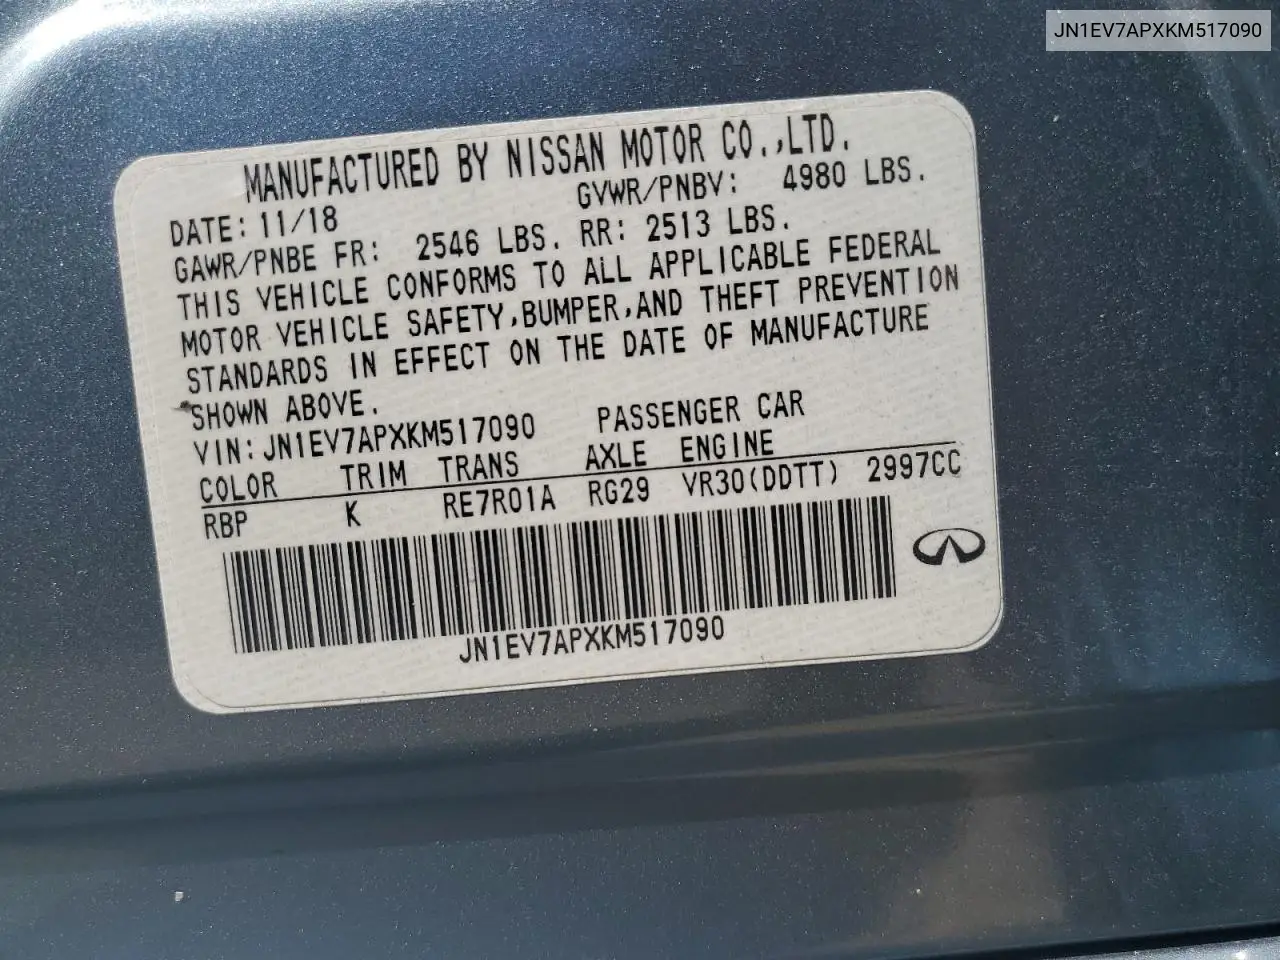 JN1EV7APXKM517090
MANUFACTURED BY NISSAN MOTOR CO.,LTD.
DATE: 11/18 GVWR/PNBV: 4980 LBS.
GAWR/PNBE FR: 2546 LBS. RR: 2513 LBS.
THIS VEHICLE CONFORMS TO ALL APPLICABLE FEDERAL
MOTOR VEHICLE SAFETY,BUMPER,AND THEFT PREVENTION
STANDARDS IN EFFECT ON THE DATE OF MANUFACTURE
SHOWN ABOVE.
VIN: JN1EV7APXKM517090 PASSENGER CAR
COLOR TRIM TRANS AXLE ENGINE
RBP K RE7R01A RG29 VR30(DDTT) 2997CC
JN1EV7APXKM517090